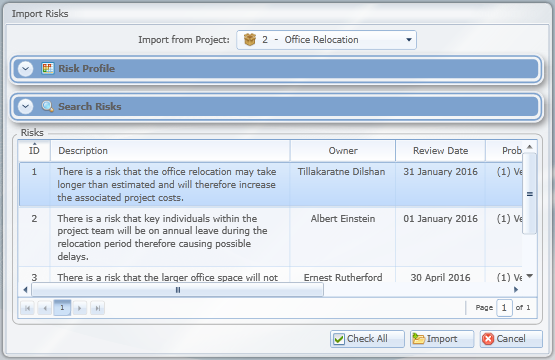 Import Risks
Import from Project: 2 - Office Relocation
Risk Profile
Search Risks
Risks
ID Description Owner Review Date Prob
1 There is a risk that the office relocation may take Tillakaratne Dilshan 31 January 2016 (1) Ve
longer than estimated and will therefore increase
the associated project costs.
2 There is a risk that key individuals within the Albert Einstein 01 January 2016 (1) Ve
project team will be on annual leave during the
relocation period therefore causing possible
delays.
3 There is a risk that the larger office space will not Ernest Rutherford 30 April 2016 (1) Ve
1 Page 1 of 1
Check All Import Cancel